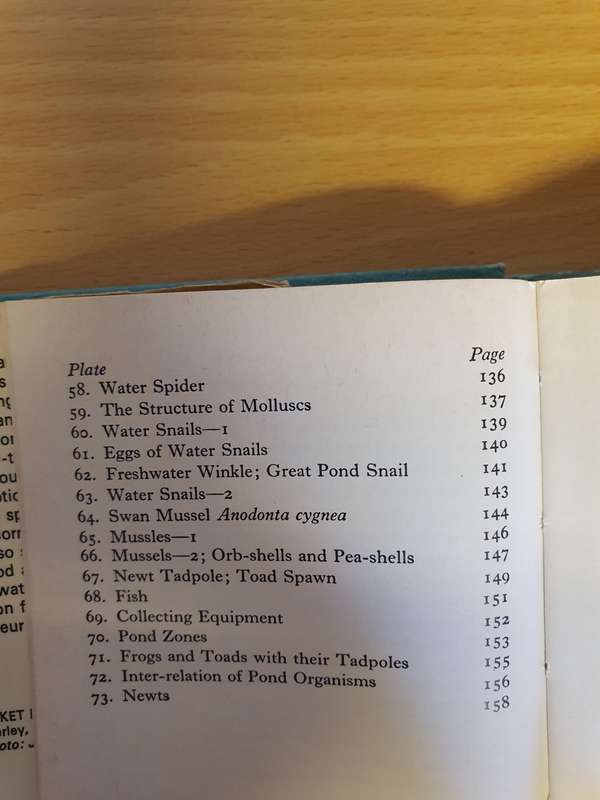 Plate Page
58. Water Spider 136
59. The Structure of Molluscs 137
60. Water Snails—1 139
61. Eggs of Water Snails 140
62. Freshwater Winkle; Great Pond Snail 141
63. Water Snails—2 143
64. Swan Mussel Anodonta cygnea 144
65. Mussles—1 146
66. Mussels—2; Orb-shells and Pea-shells 147
67. Newt Tadpole; Toad Spawn 149
68. Fish 151
69. Collecting Equipment 152
70. Pond Zones 153
71. Frogs and Toads with their Tadpoles 155
72. Inter-relation of Pond Organisms 156
73. Newts 158